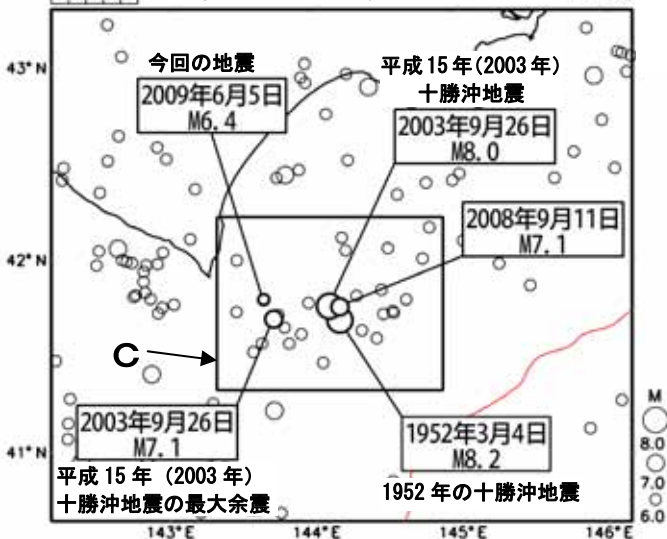 43°N
42°N
41°N
143°E
144°E
145°E
146°E
今回の地震
2009年6月5日
M6.4
平成15年(2003年)
十勝沖地震
2003年9月26日
M8.0
2008年9月11日
M7.1
C
2003年9月26日
M7.1
平成15年(2003年)
十勝沖地震の最大余震
1952年3月4日
M8.2
1952年の十勝沖地震
M
8.0
7.0
6.0